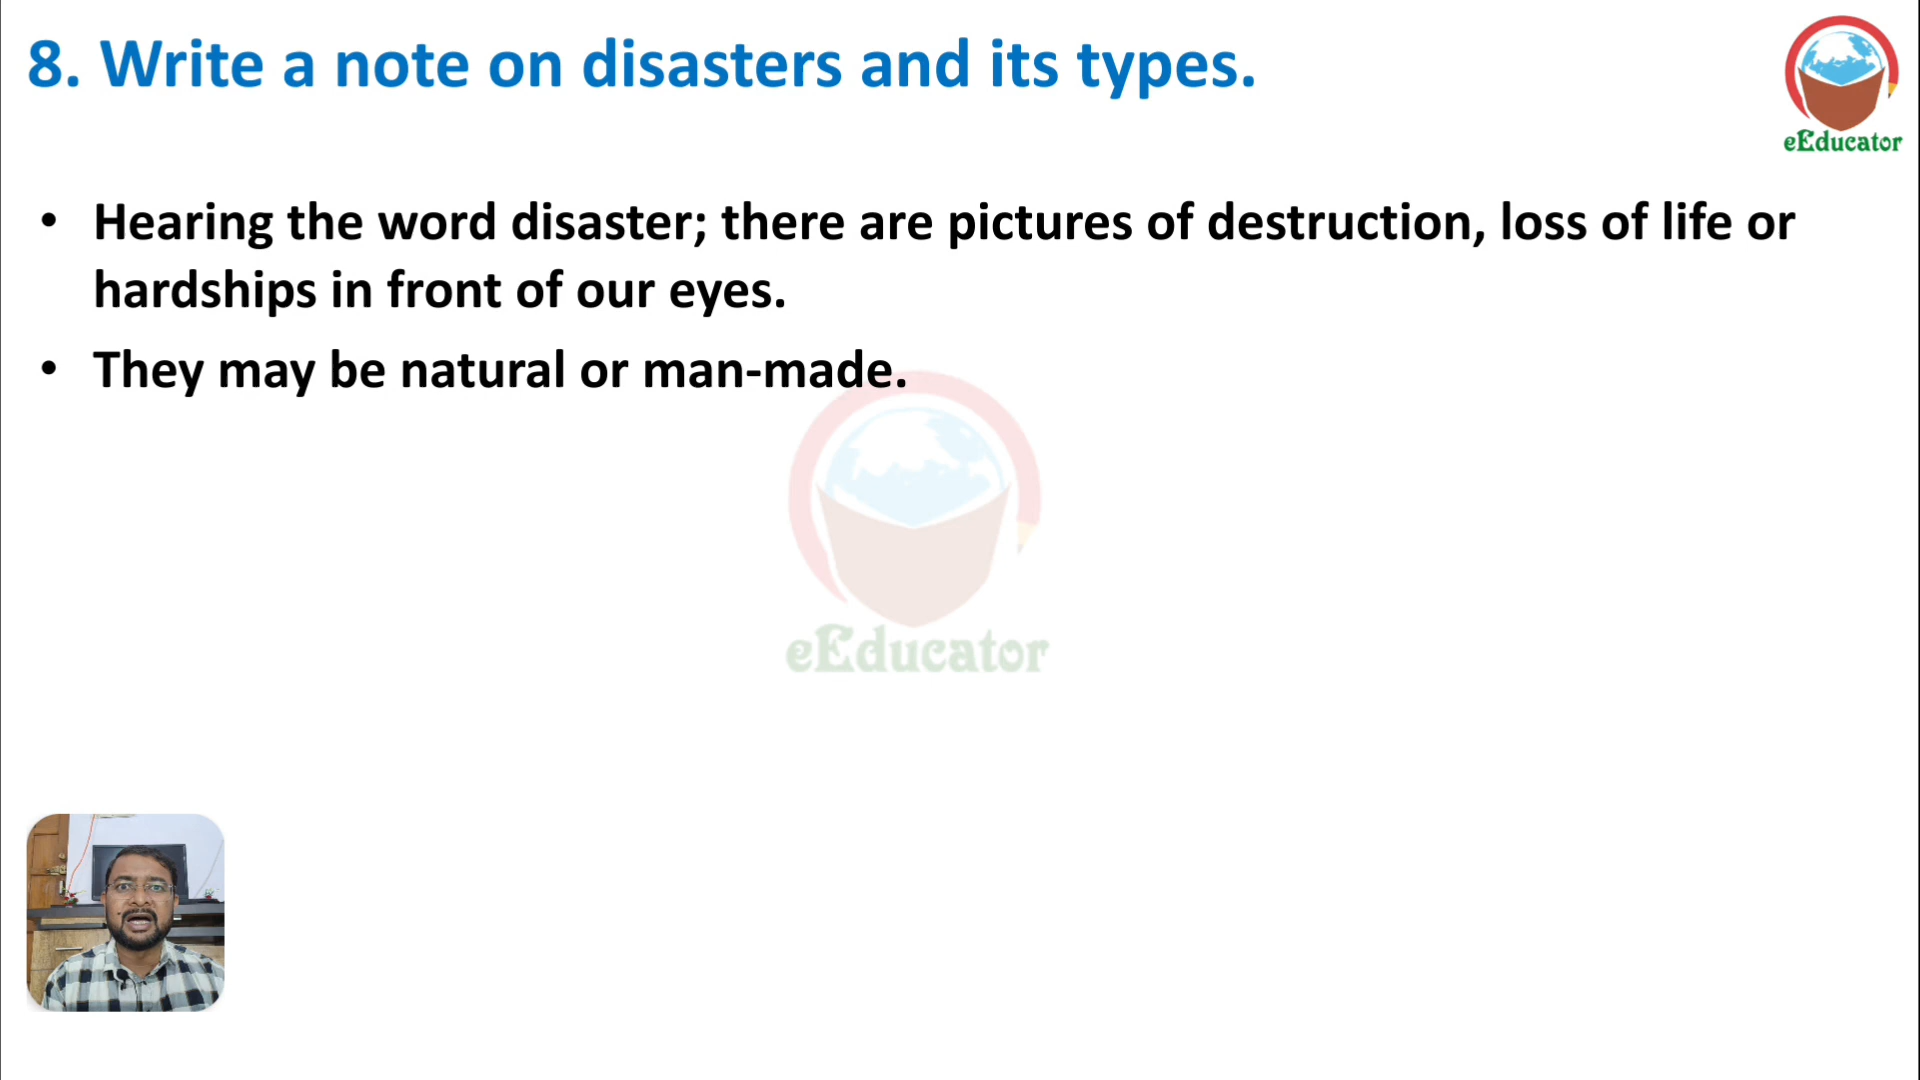 8. Write a note on disasters and its types.
eEducator
• Hearing the word disaster; there are pictures of destruction, loss of life or
hardships in front of our eyes.
• They may be natural or man-made.
eEducator